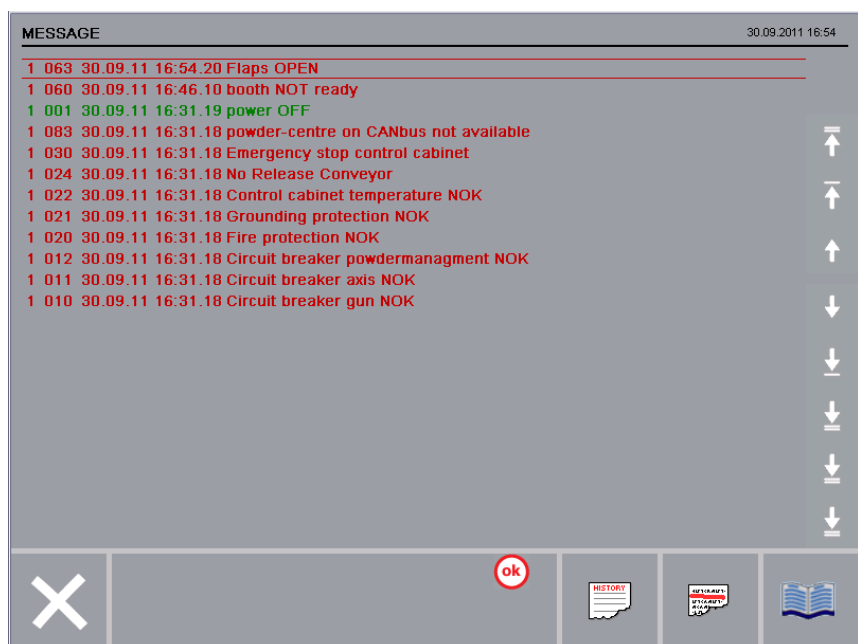 MESSAGE 30.09.2011 16:54
1 063 30.09.11 16:54.20 Flaps OPEN
1 060 30.09.11 16:46.10 booth NOT ready
1 001 30.09.11 16:31.19 power OFF
1 083 30.09.11 16:31.18 powder-centre on CANbus not available
1 030 30.09.11 16:31.18 Emergency stop control cabinet
1 024 30.09.11 16:31.18 No Release Conveyor
1 022 30.09.11 16:31.18 Control cabinet temperature NOK
1 021 30.09.11 16:31.18 Grounding protection NOK
1 020 30.09.11 16:31.18 Fire protection NOK
1 012 30.09.11 16:31.18 Circuit breaker powdermanagment NOK
1 011 30.09.11 16:31.18 Circuit breaker axis NOK
1 010 30.09.11 16:31.18 Circuit breaker gun NOK
ok
HISTORY